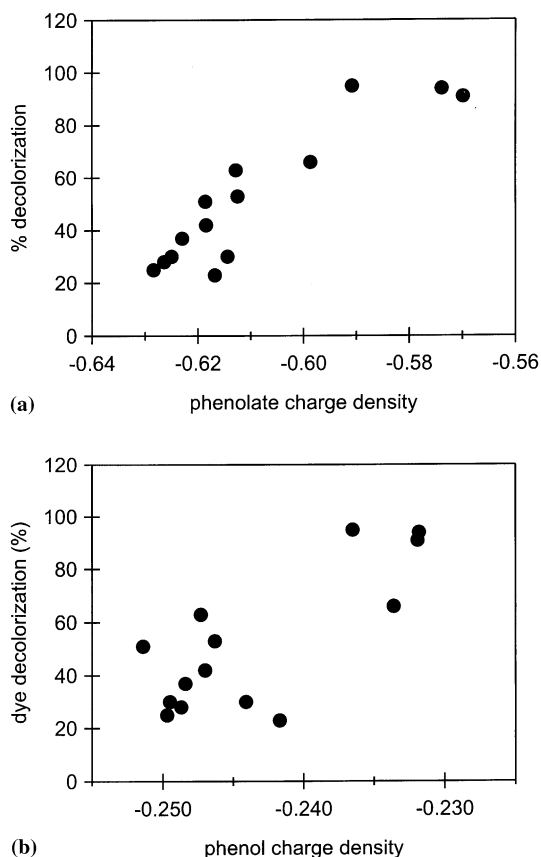 120
100
80
60
40
20
0
% decolorization
-0.64 -0.62 -0.60 -0.58 -0.56
(a) phenolate charge density
120
100
80
60
40
20
0
dye decolorization (%)
-0.250 -0.240 -0.230
(b) phenol charge density